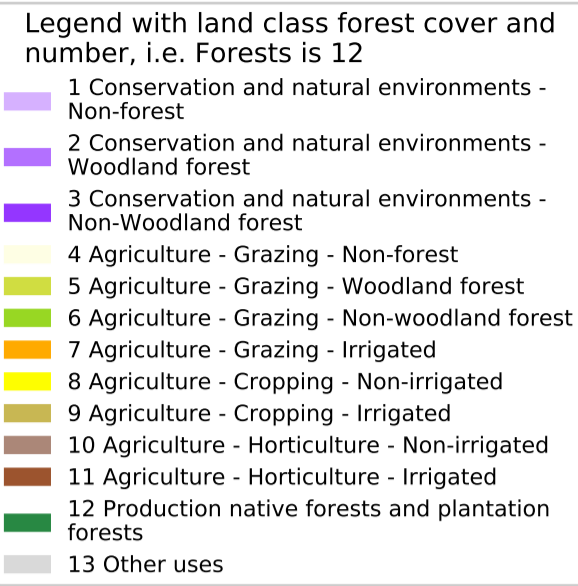 Legend with land class forest cover and
number, i.e. Forests is 12
1 Conservation and natural environments -
Non-forest
2 Conservation and natural environments -
Woodland forest
3 Conservation and natural environments -
Non-Woodland forest
4 Agriculture - Grazing - Non-forest
5 Agriculture - Grazing - Woodland forest
6 Agriculture - Grazing - Non-woodland forest
7 Agriculture - Grazing - Irrigated
8 Agriculture - Cropping - Non-irrigated
9 Agriculture - Cropping - Irrigated
10 Agriculture - Horticulture - Non-irrigated
11 Agriculture - Horticulture - Irrigated
12 Production native forests and plantation
forests
13 Other uses